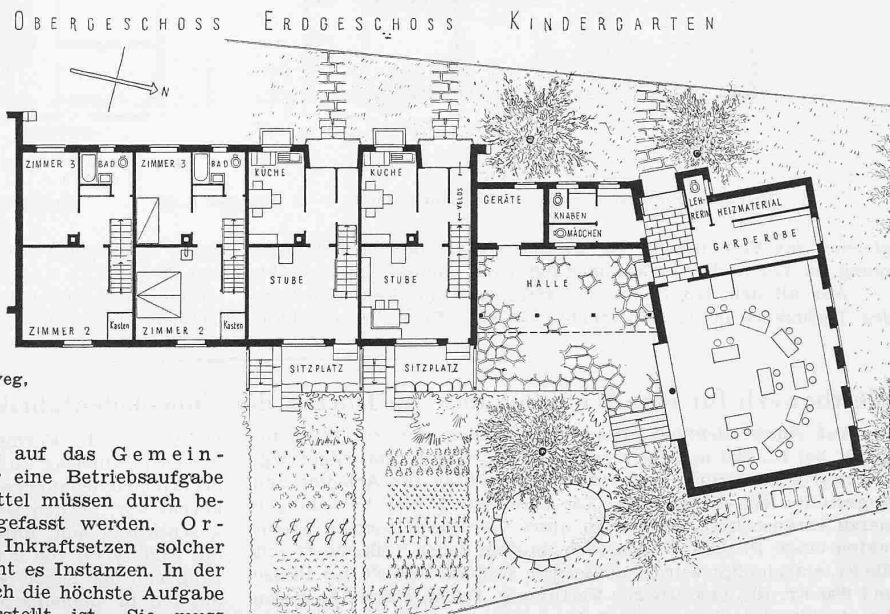 OBERGESCHOSS ERDGESCHOSS KINDERGARTEN
N
ZIMMER 3
BAD
ZIMMER 3
BAD
KÜCHE
KÜCHE
VELOS
GERÄTE
KNABEN
MÄDCHEN
LEH-
RERIN
HEIZMATERIAL
GARDEROBE
STUBE
STUBE
HALLE
ZIMMER 2
Kasten
ZIMMER 2
Kasten
SITZPLATZ
SITZPLATZ
weg,
auf das Gemein-
eine Betriebsaufgabe
ttel müssen durch be-
gefasst werden. Or-
Inkraftsetzen solcher
ht es Instanzen. In der
ch die höchste Aufgabe